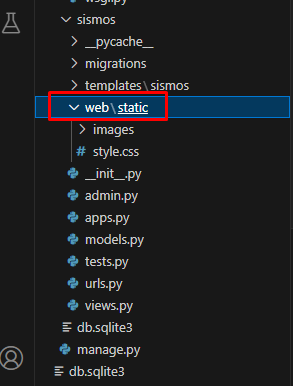 wsgi.py
sismos
__pycache__
migrations
templates\sismos
web\static
images
# style.css
__init__.py
admin.py
apps.py
models.py
tests.py
urls.py
views.py
db.sqlite3
manage.py
db.sqlite3